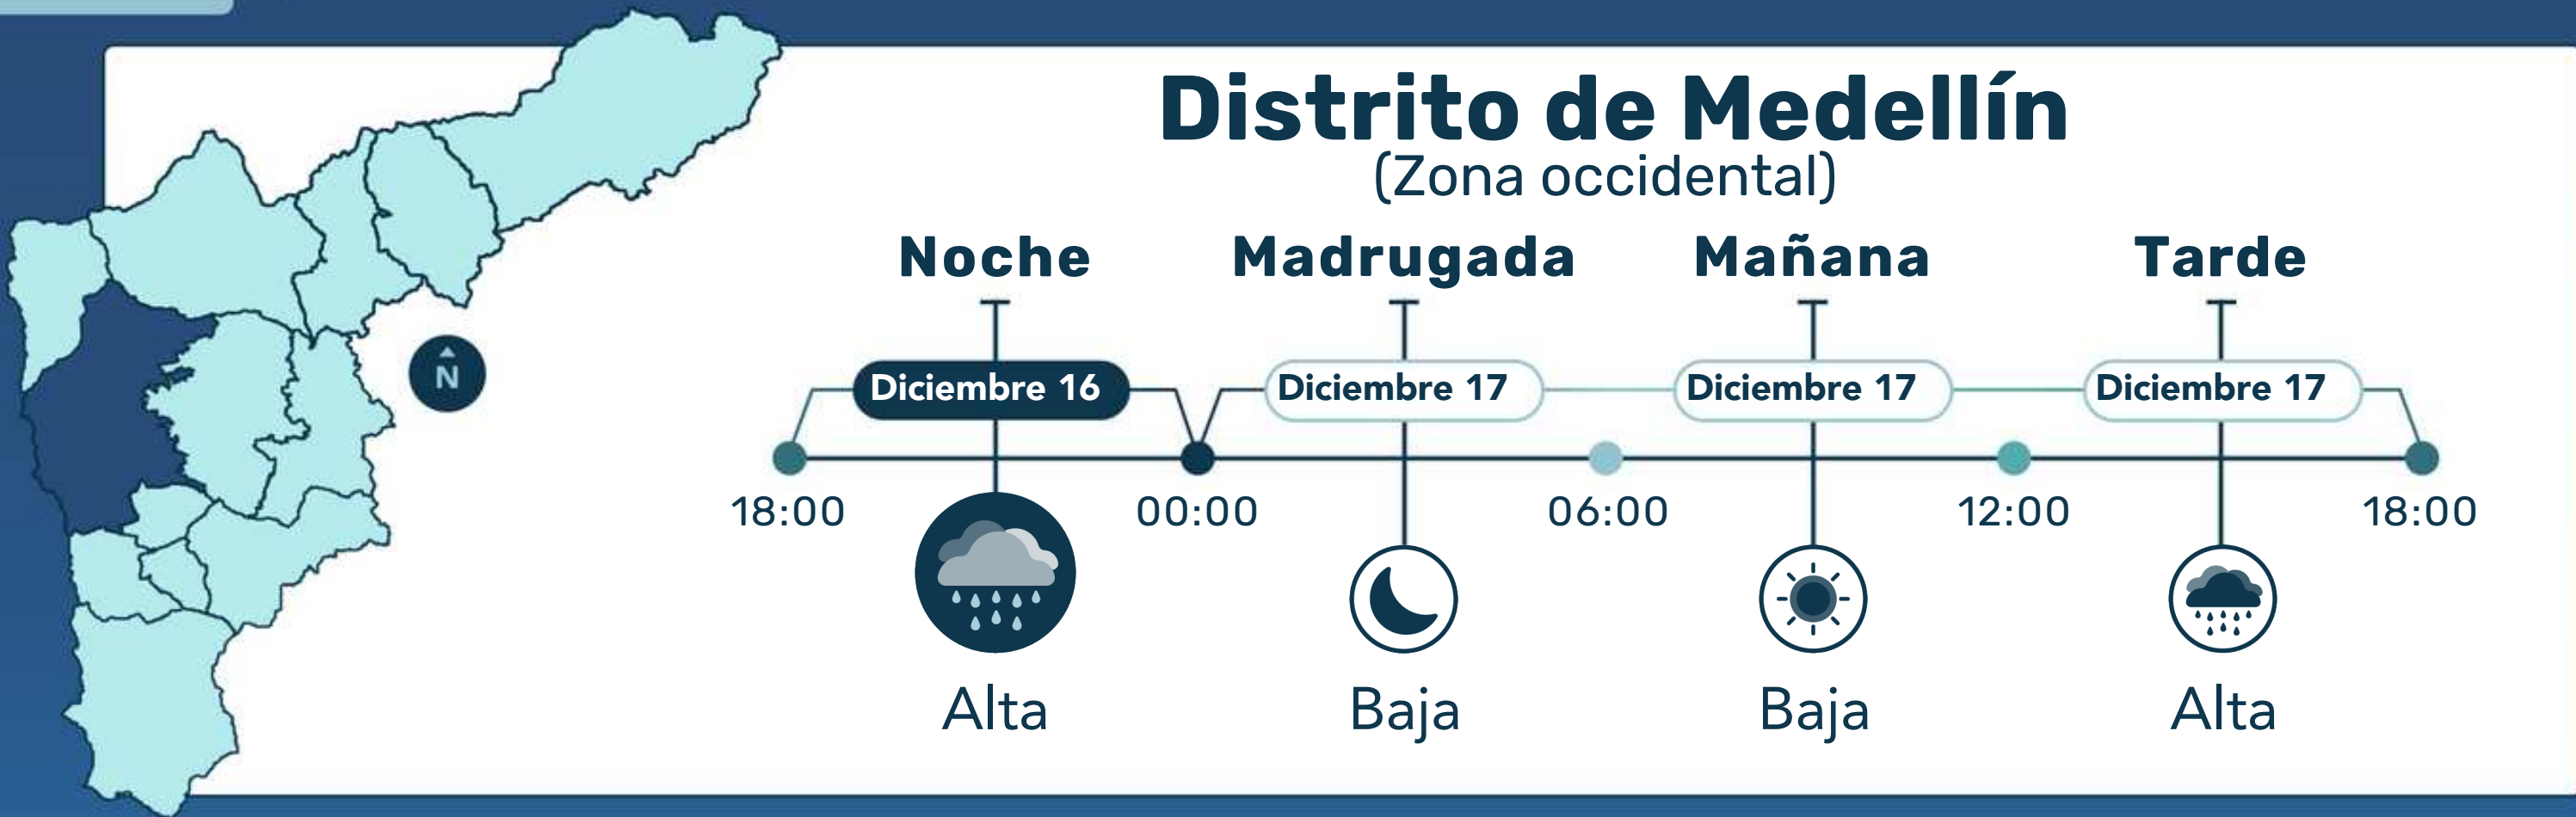 Distrito de Medellín
(Zona occidental)
Noche Madrugada Mañana Tarde
N
Diciembre 16 Diciembre 17 Diciembre 17 Diciembre 17
18:00 00:00 06:00 12:00 18:00
Alta Baja Baja Alta